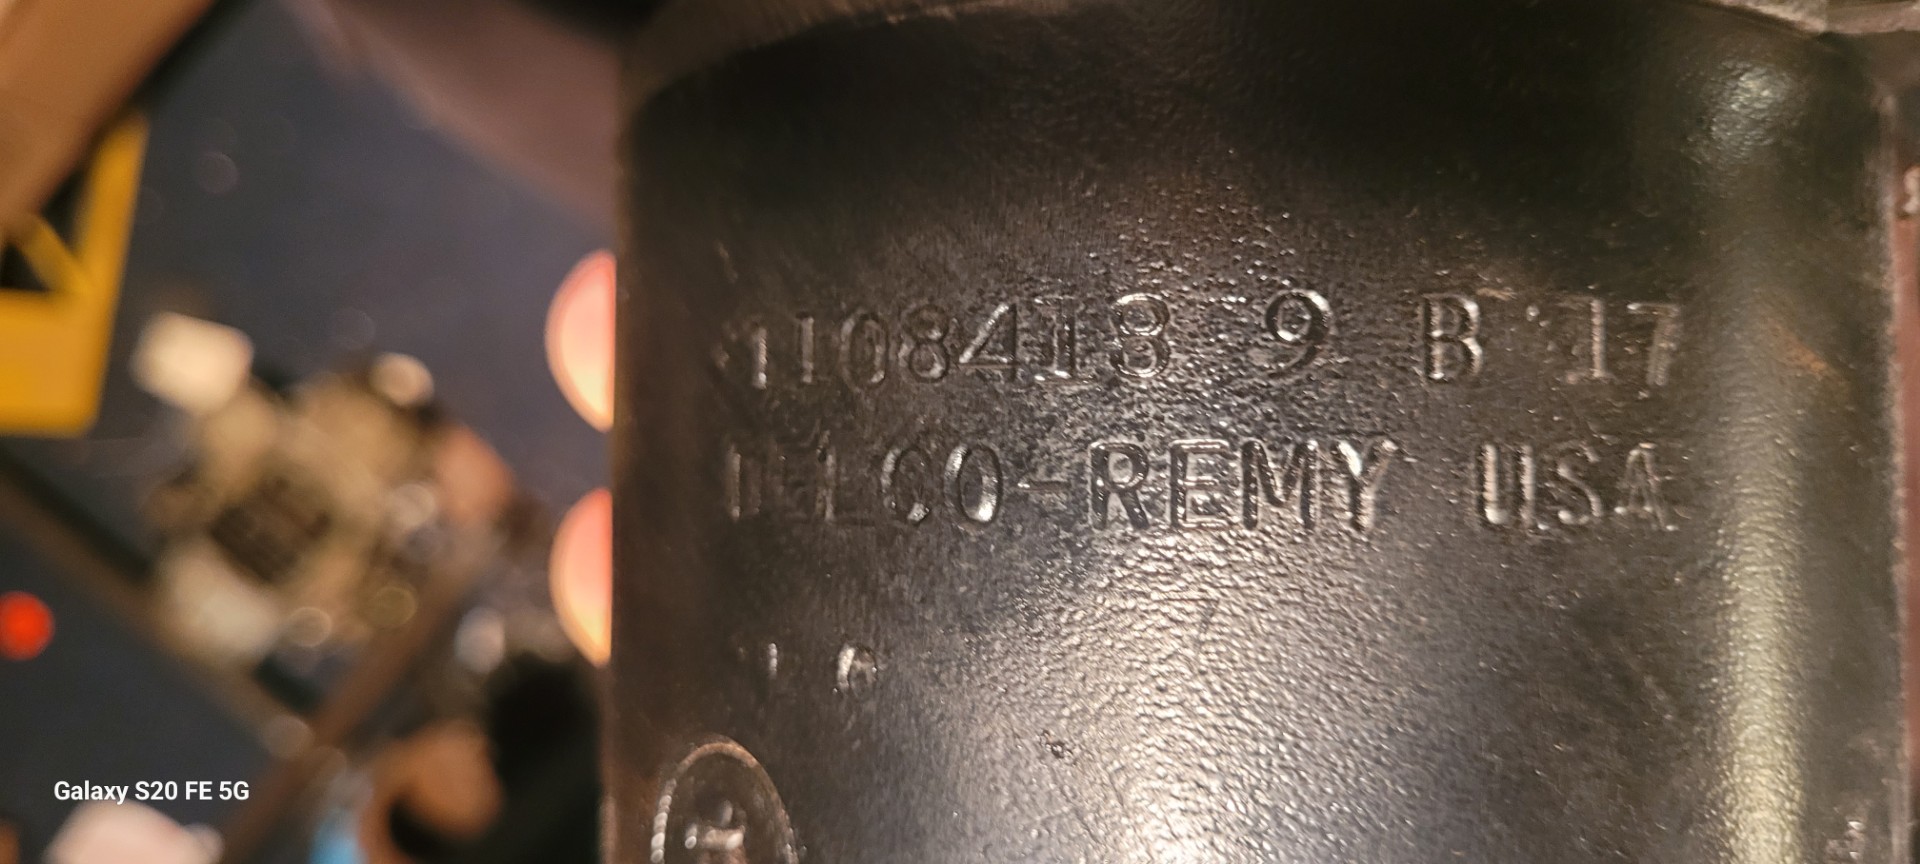 1108418 9 B 17
DELCO-REMY USA
Galaxy S20 FE 5G